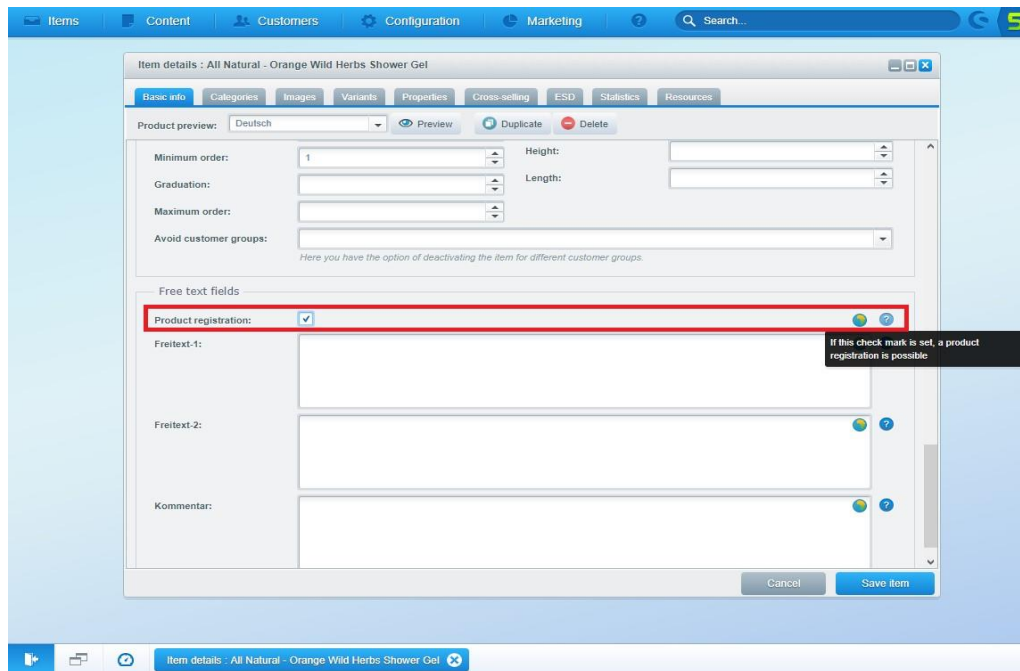 Items Content Customers Configuration Marketing ? Search...
Item details : All Natural - Orange Wild Herbs Shower Gel
Basic info Categories Images Variants Properties Cross-selling ESD Statistics Resources
Product preview: Deutsch Preview Duplicate Delete
Minimum order: 1 Height:
Graduation: Length:
Maximum order:
Avoid customer groups:
Here you have the option of deactivating the item for different customer groups.
Free text fields
Product registration: ?
If this check mark is set, a product
registration is possible
Freitext-1:
Freitext-2: ?
Kommentar: ?
Cancel Save item
Item details : All Natural - Orange Wild Herbs Shower Gel